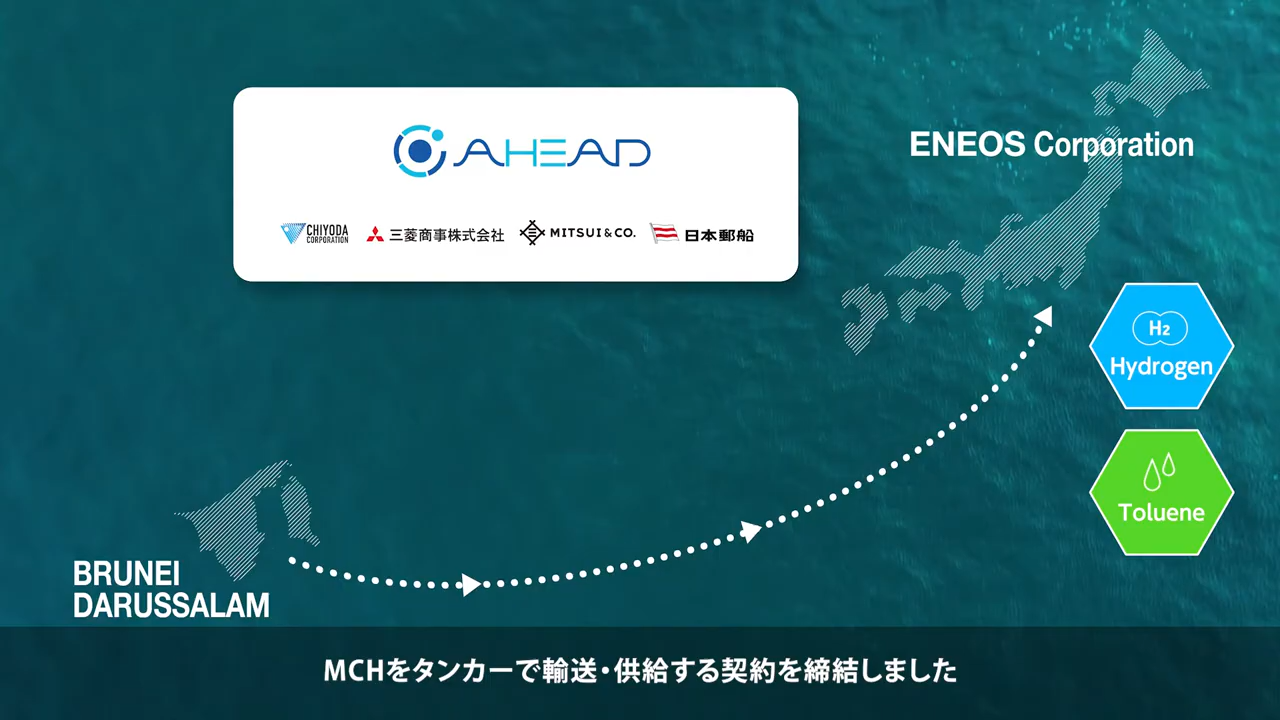 AHEAD
CHIYODA
CORPORATION
三菱商事株式会社
MITSUI & CO.
日本郵船
ENEOS Corporation
H₂
Hydrogen
Toluene
BRUNEI
DARUSSALAM
MCHをタンカーで輸送・供給する契約を締結しました